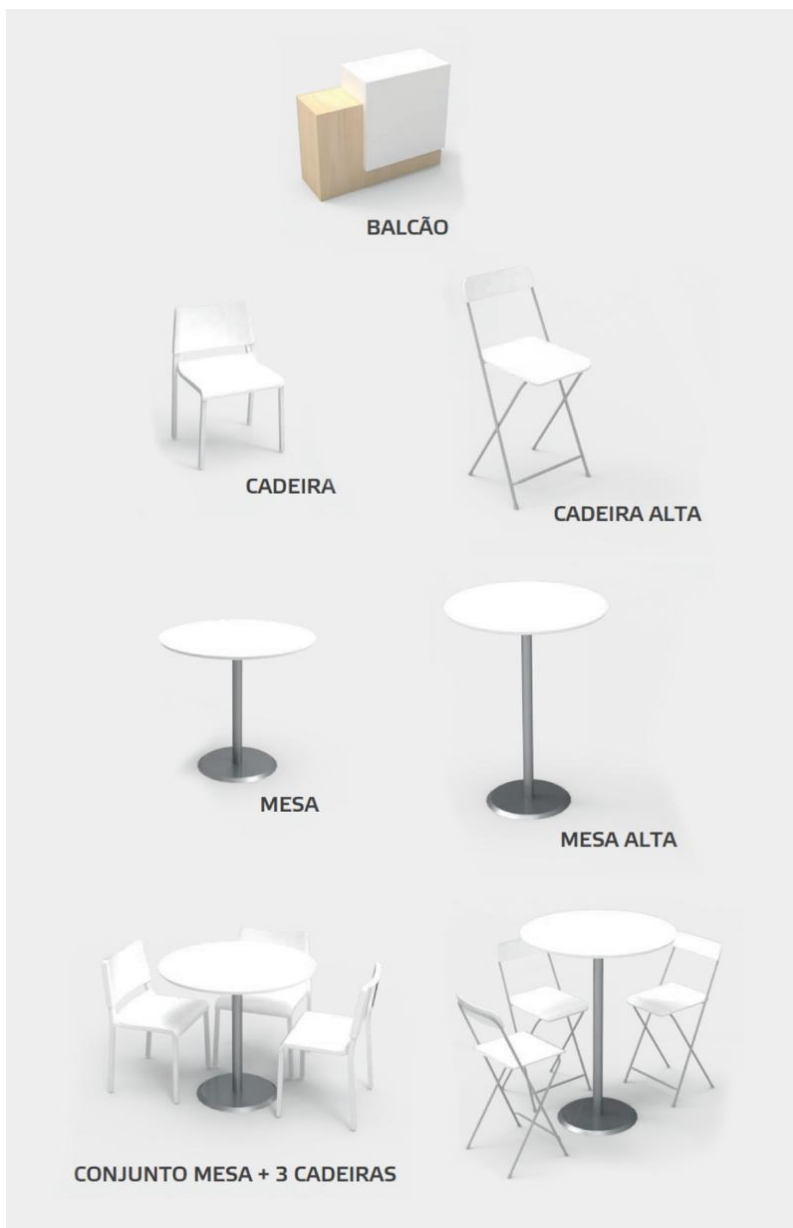 BALCÃO
CADEIRA
CADEIRA ALTA
MESA
MESA ALTA
CONJUNTO MESA + 3 CADEIRAS